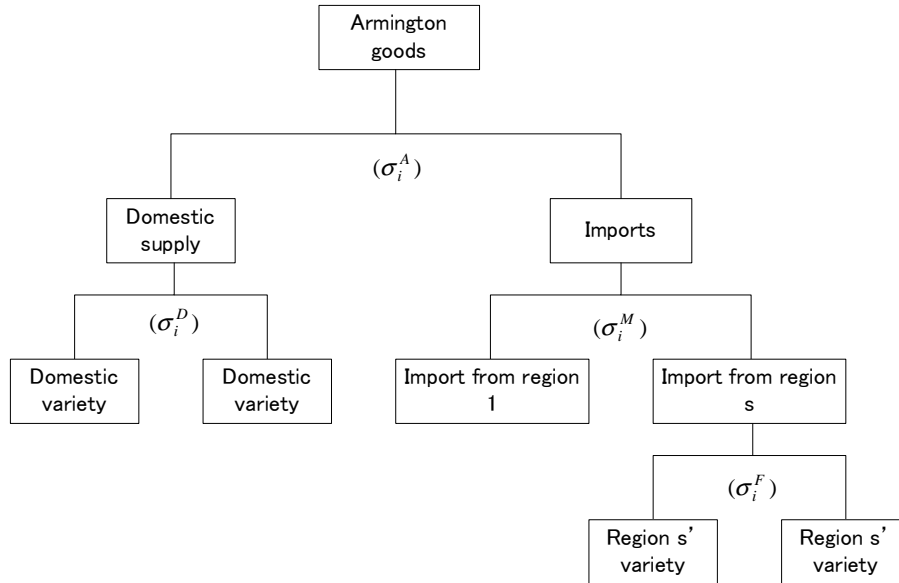 Armington
goods
(σ_i^A)
Domestic
supply
Imports
(σ_i^D)
(σ_i^M)
Domestic
variety
Domestic
variety
Import from region
1
Import from region
s
(σ_i^F)
Region s'
variety
Region s'
variety